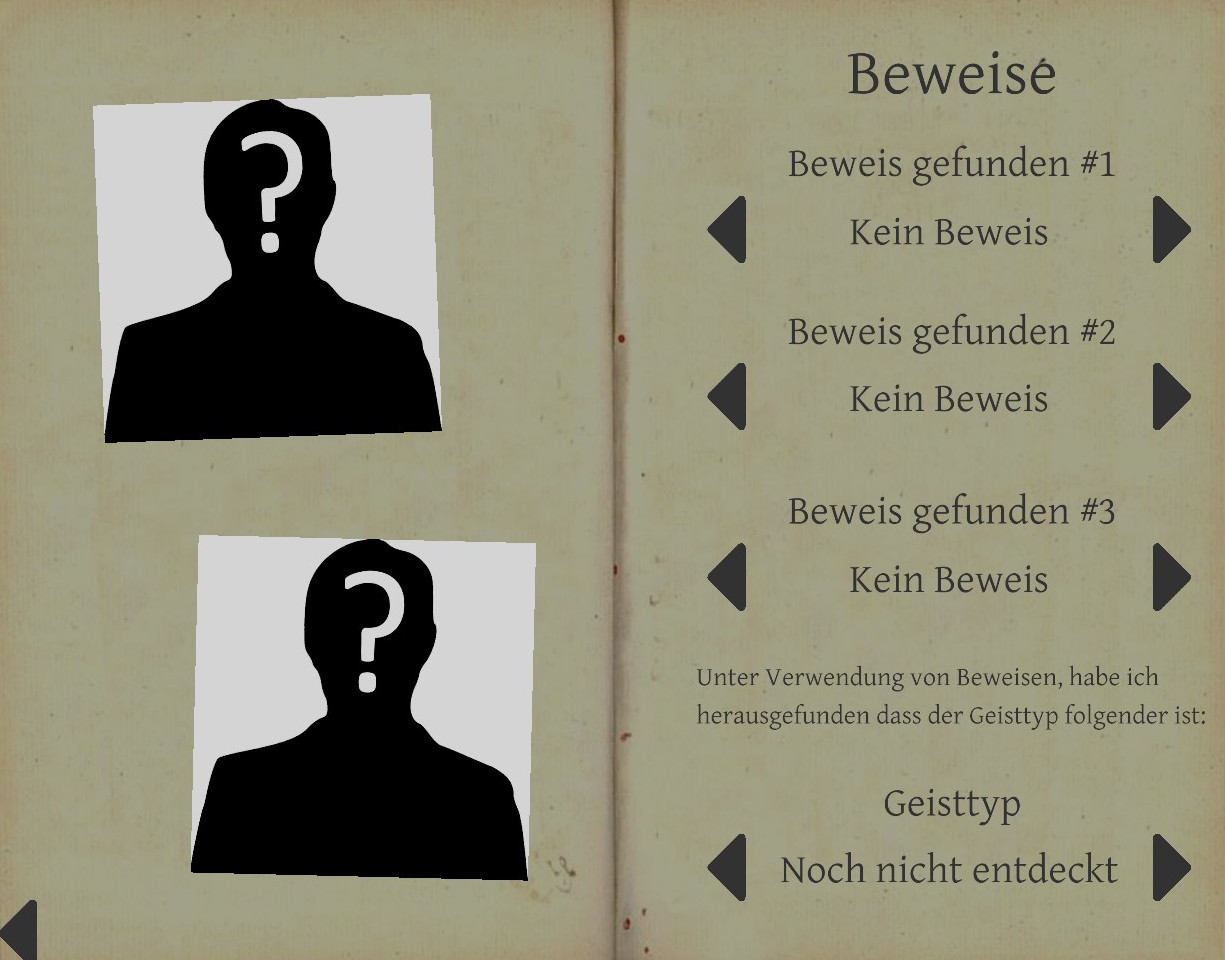 ?
?
Beweise
Beweis gefunden #1
Kein Beweis
Beweis gefunden #2
Kein Beweis
Beweis gefunden #3
Kein Beweis
Unter Verwendung von Beweisen, habe ich
herausgefunden dass der Geisttyp folgender ist:
Geisttyp
Noch nicht entdeckt